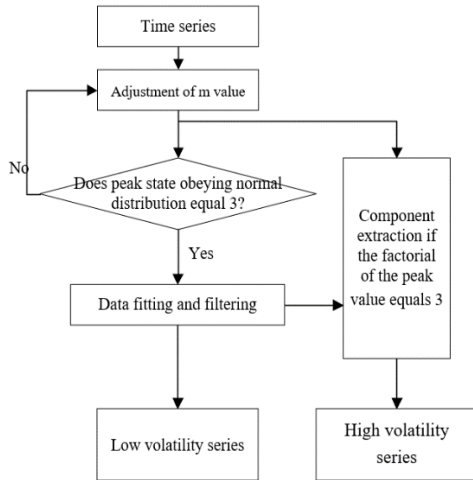 Time series
Adjustment of m value
No
Does peak state obeying normal
distribution equal 3?
Component
extraction if
the factorial
of the peak
value equals 3
Yes
Data fitting and filtering
Low volatility series
High volatility
series